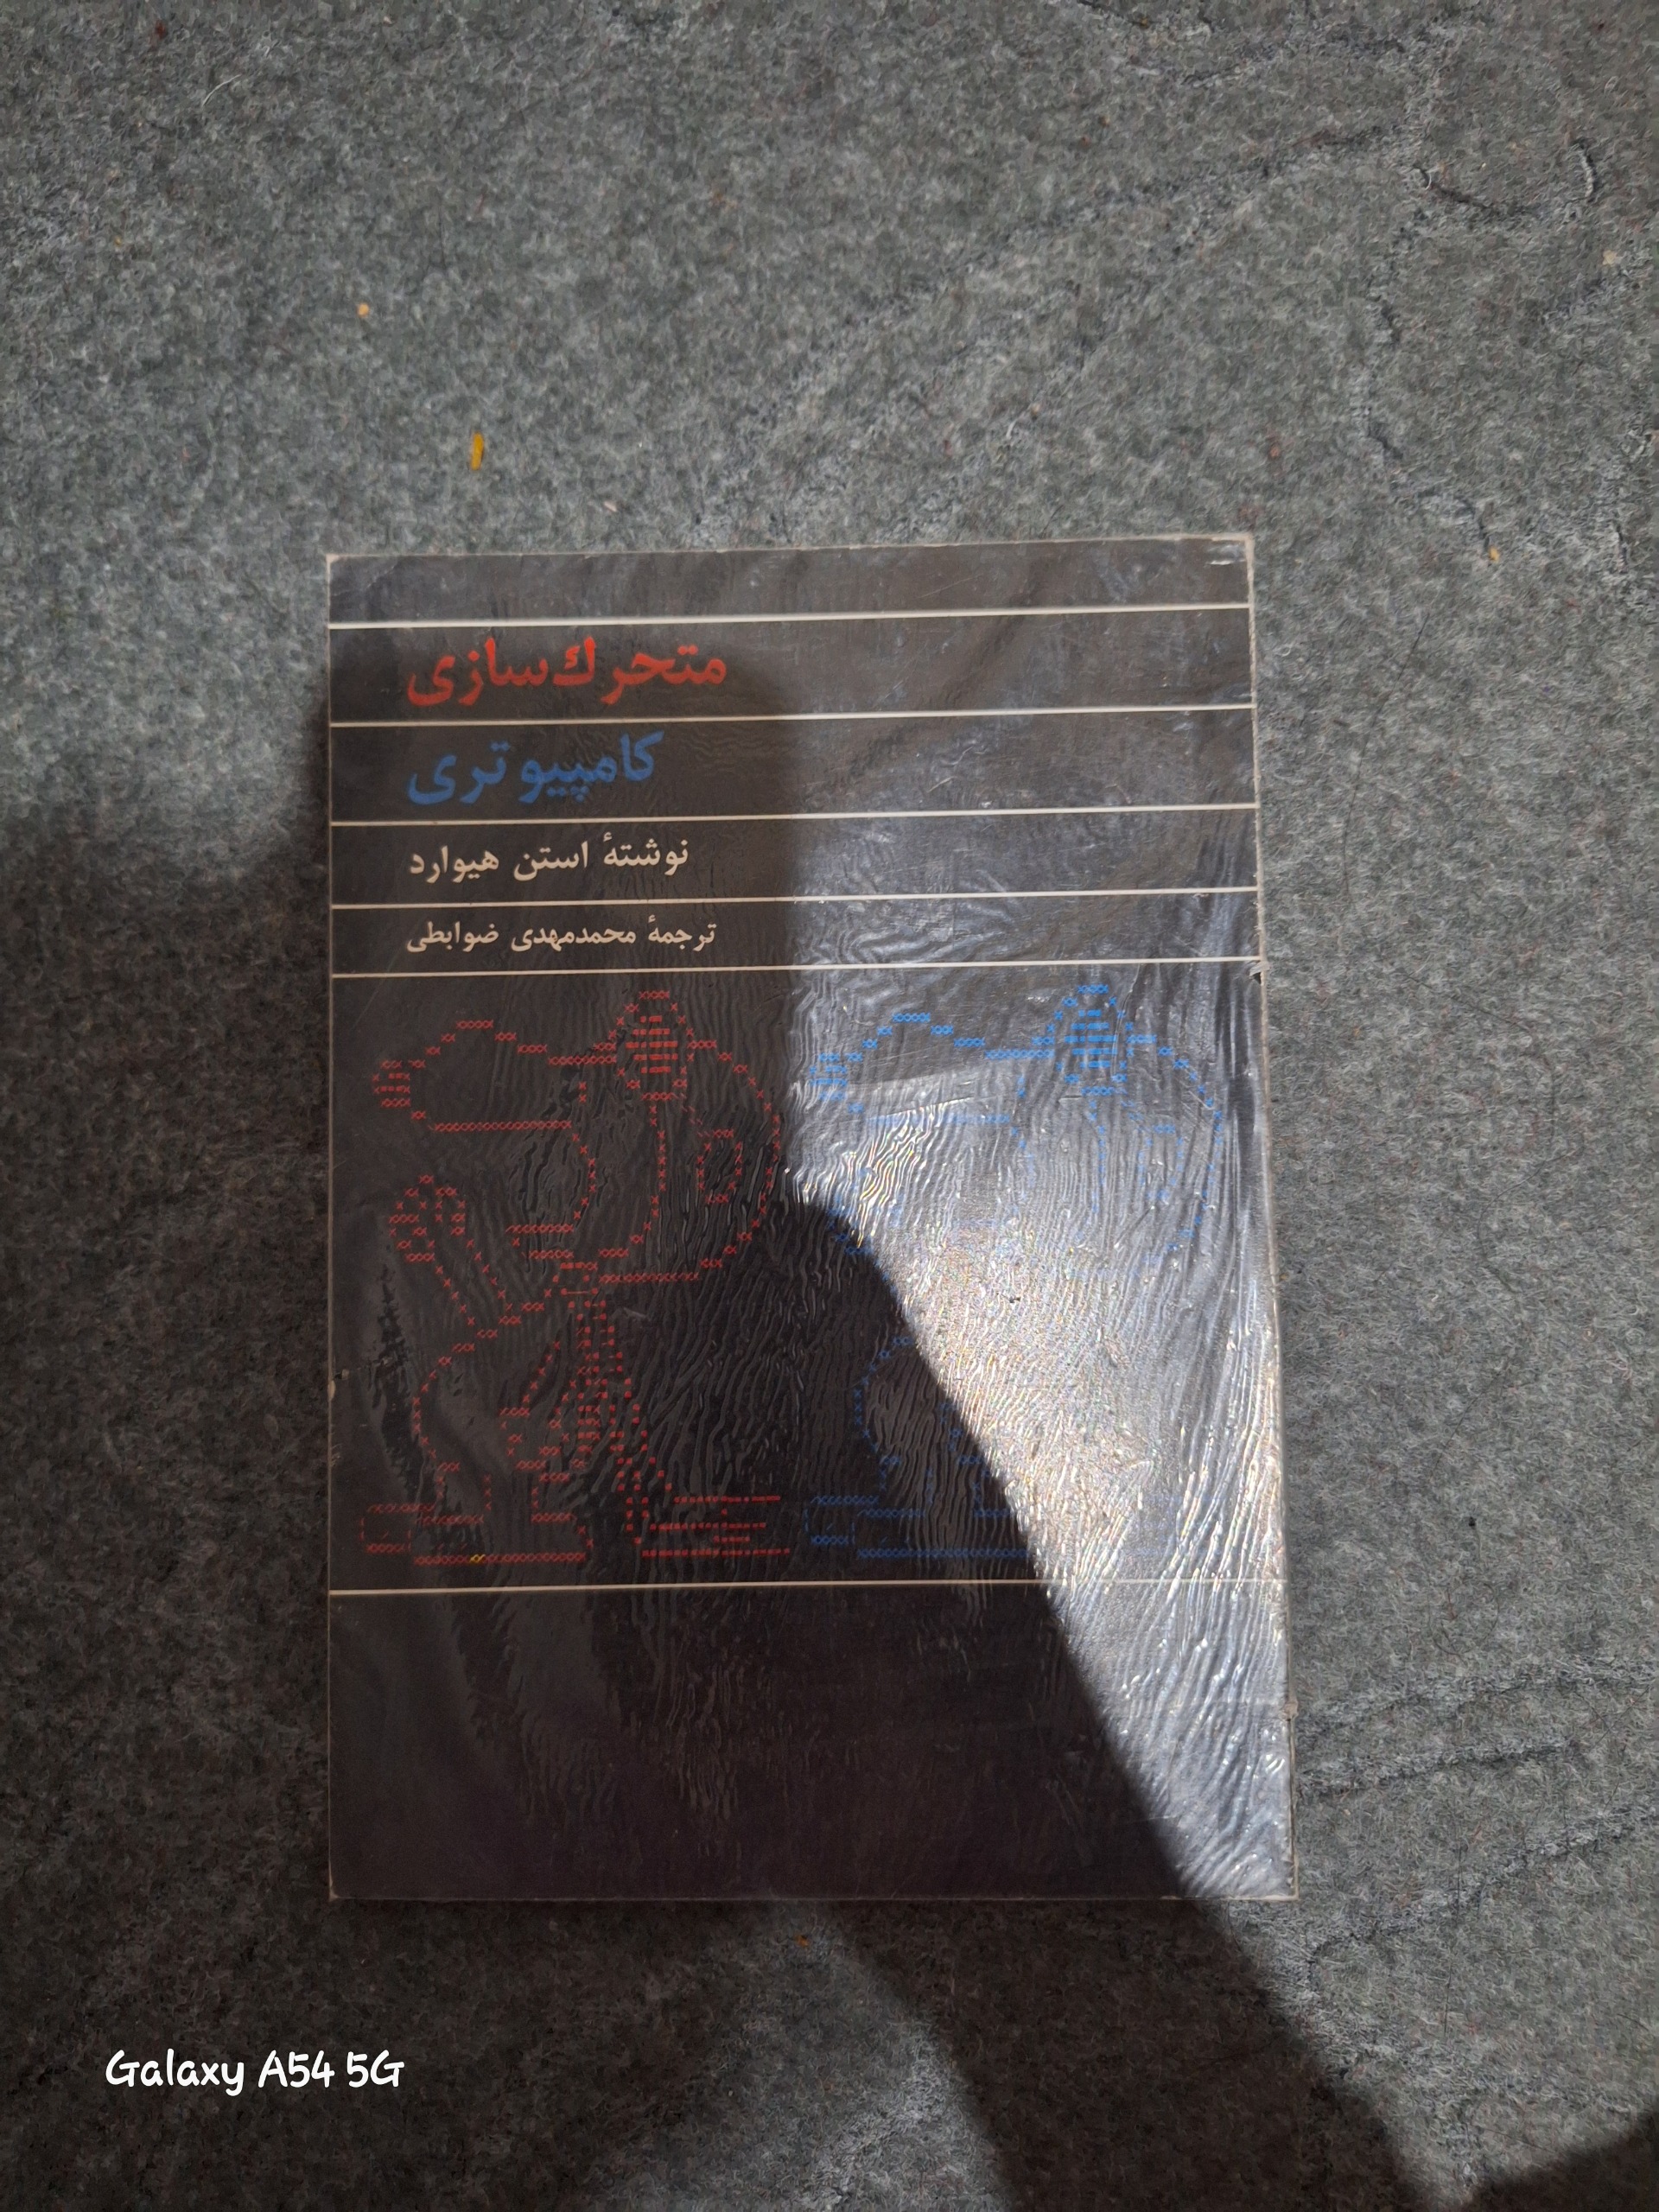 متحرك‌سازی
کامپیوتری
نوشتهٔ استن هیوارد
ترجمهٔ محمدمهدی ضوابطی
Galaxy A54 5G